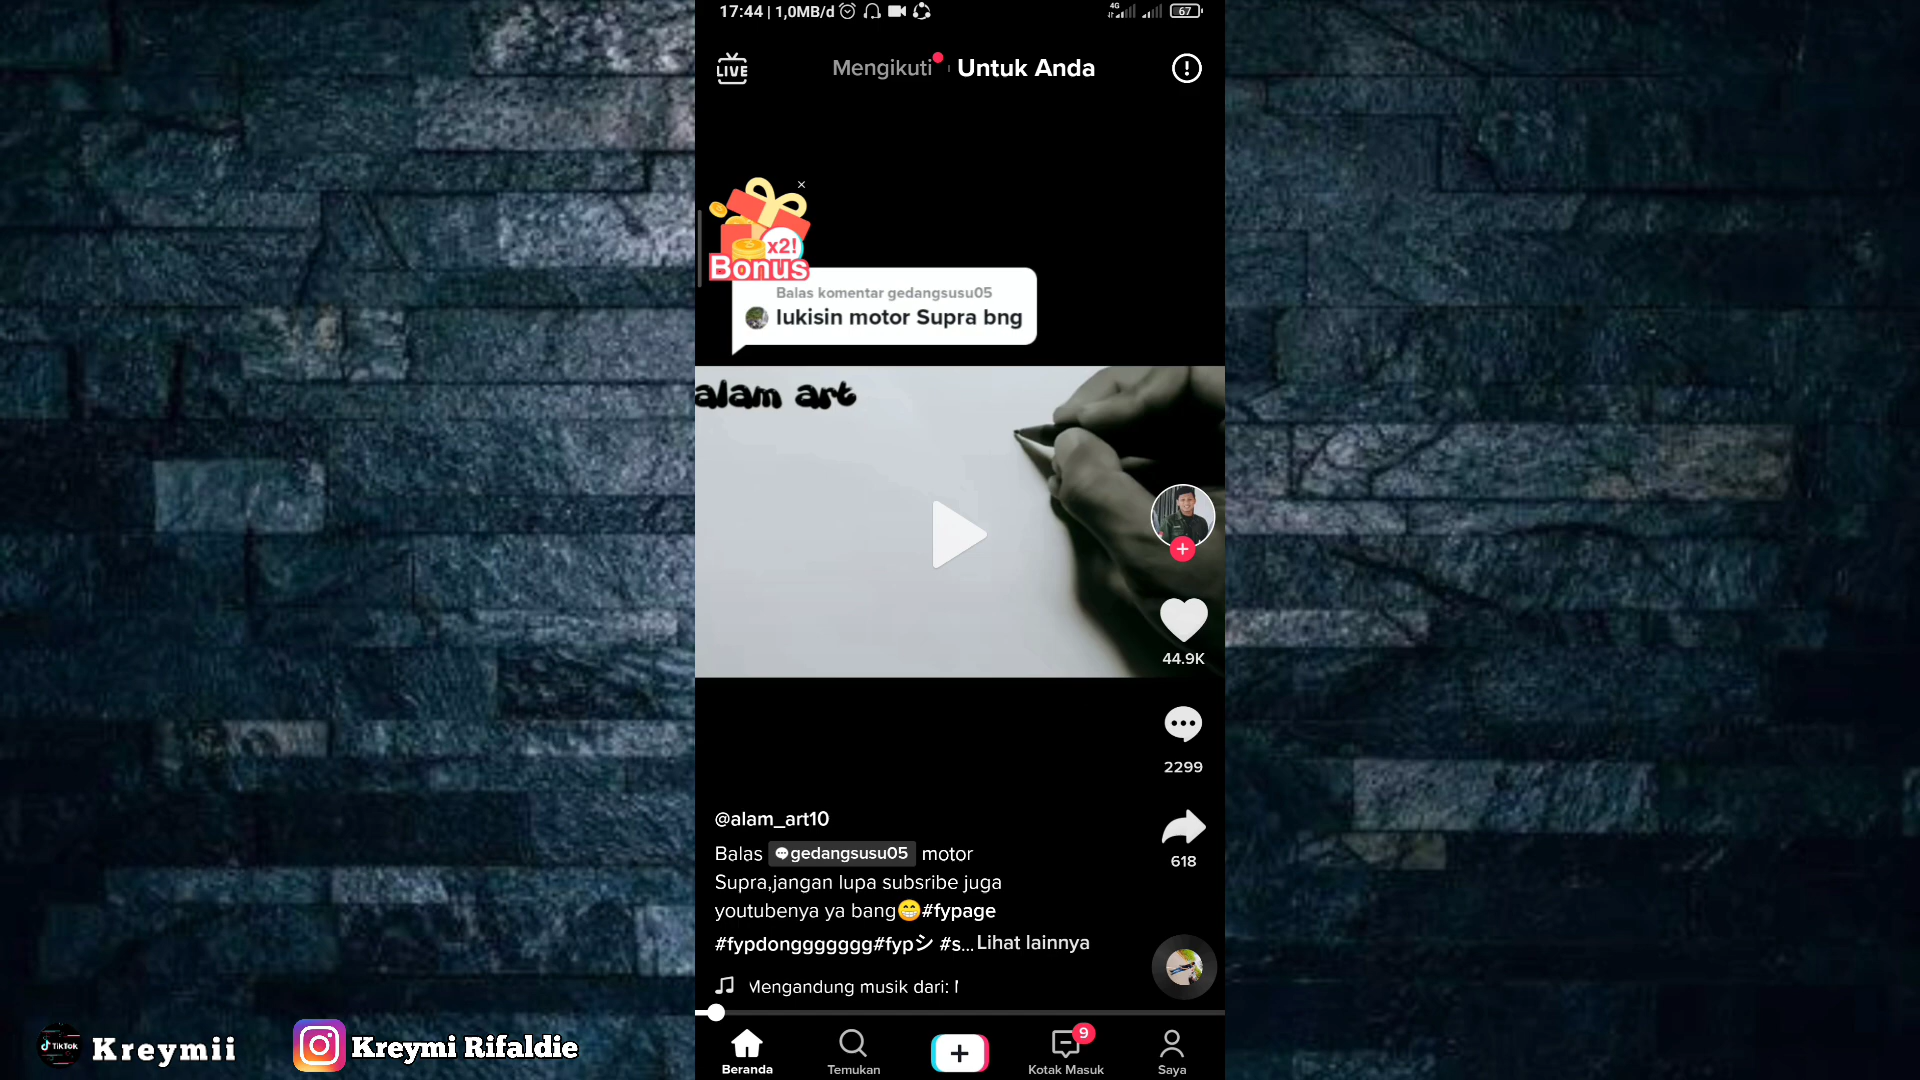 17:44 | 1,0MB/d
4G
67
LIVE
Mengikuti
Untuk Anda
x2!
Bonus
Balas komentar gedangsusu05
lukisin motor Supra bng
alam art
44.9K
2299
618
@alam_art10
Balas gedangsusu05 motor
Supra,jangan lupa subsribe juga
youtubenya ya bang😁#fypage
#fypdonggggggg#fypシ #s... Lihat lainnya
Mengandung musik dari:
Beranda
Temukan
9
Kotak Masuk
Saya
TikTok
Kreymii
Kreymi Rifaldie